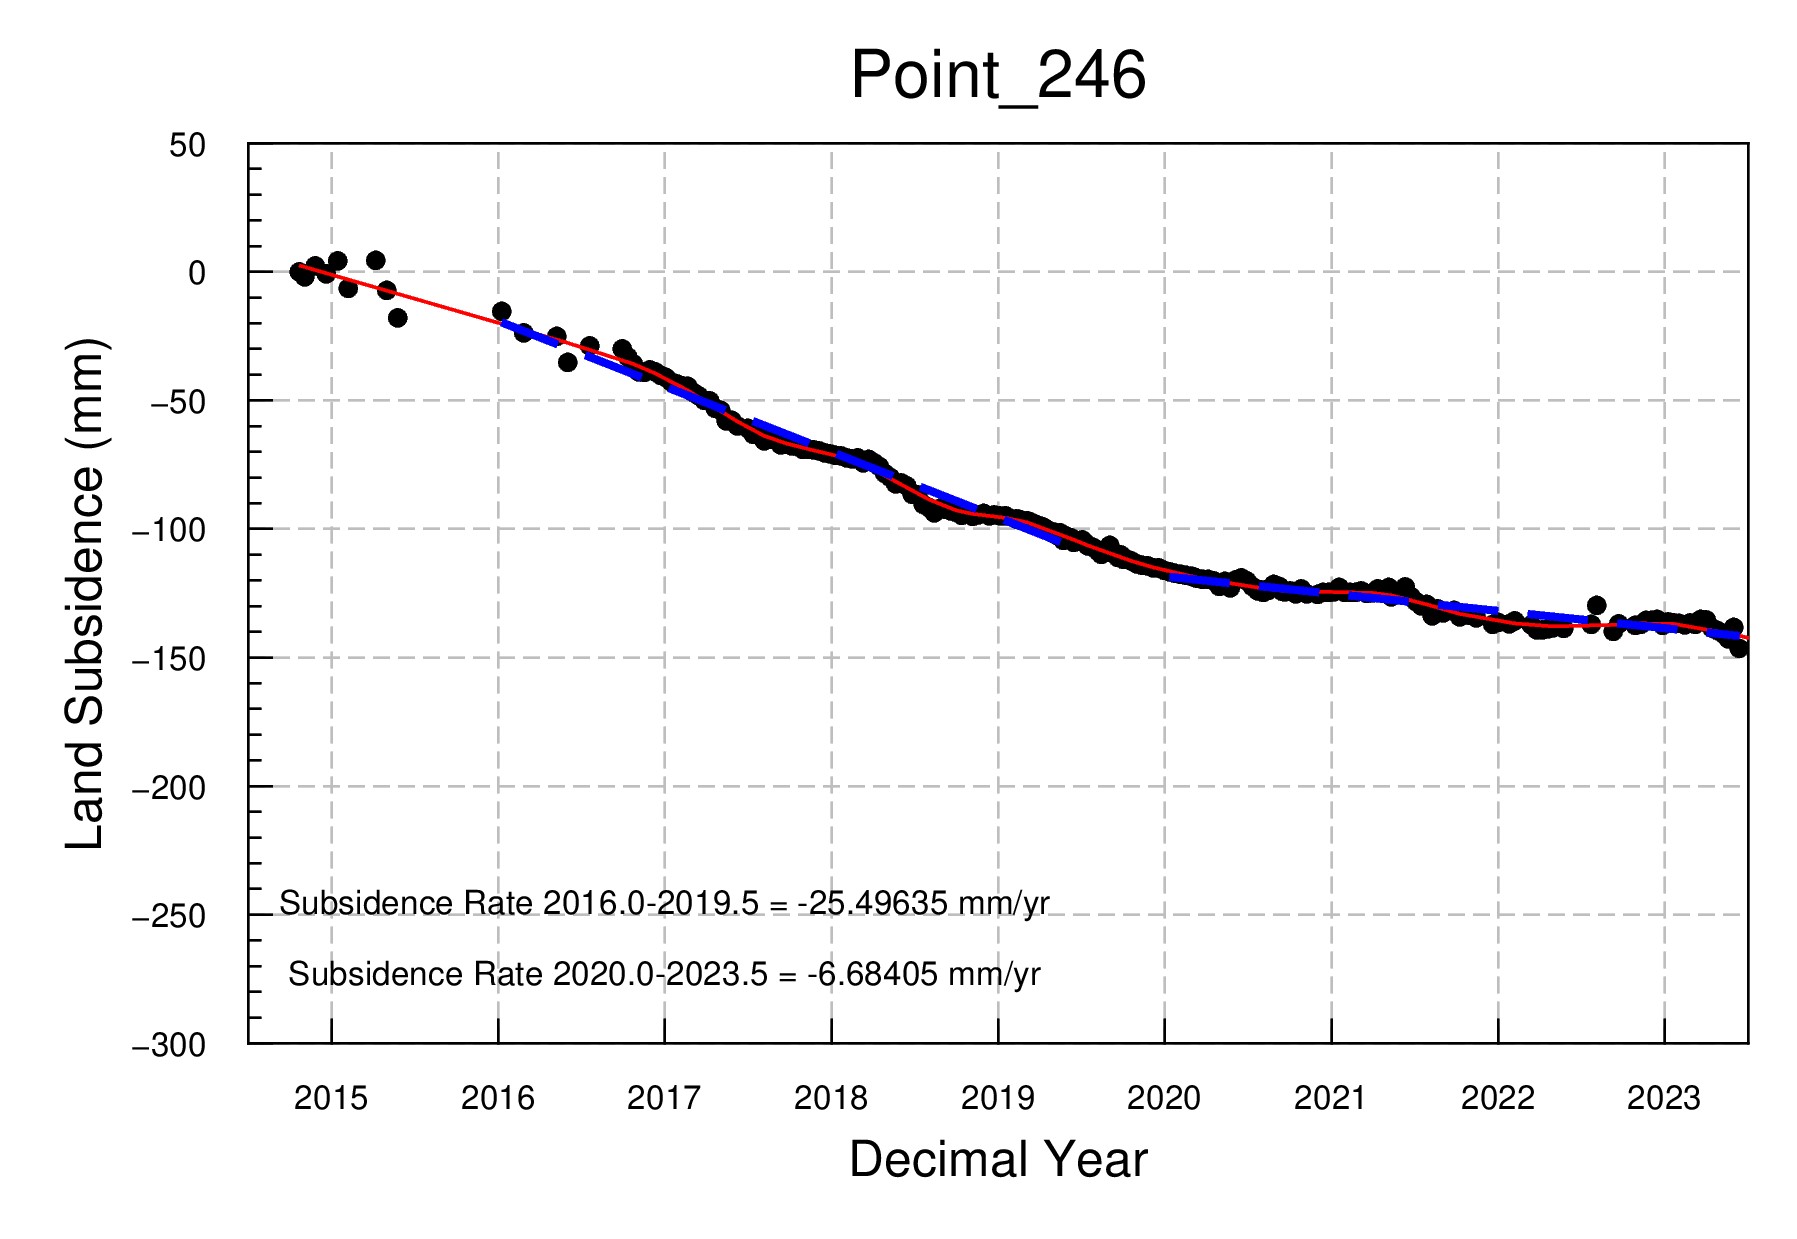 Point_246
50
0
−50
−100
−150
−200
−250
−300
Land Subsidence (mm)
Subsidence Rate 2016.0-2019.5 = -25.49635 mm/yr
Subsidence Rate 2020.0-2023.5 = -6.68405 mm/yr
2015 2016 2017 2018 2019 2020 2021 2022 2023
Decimal Year